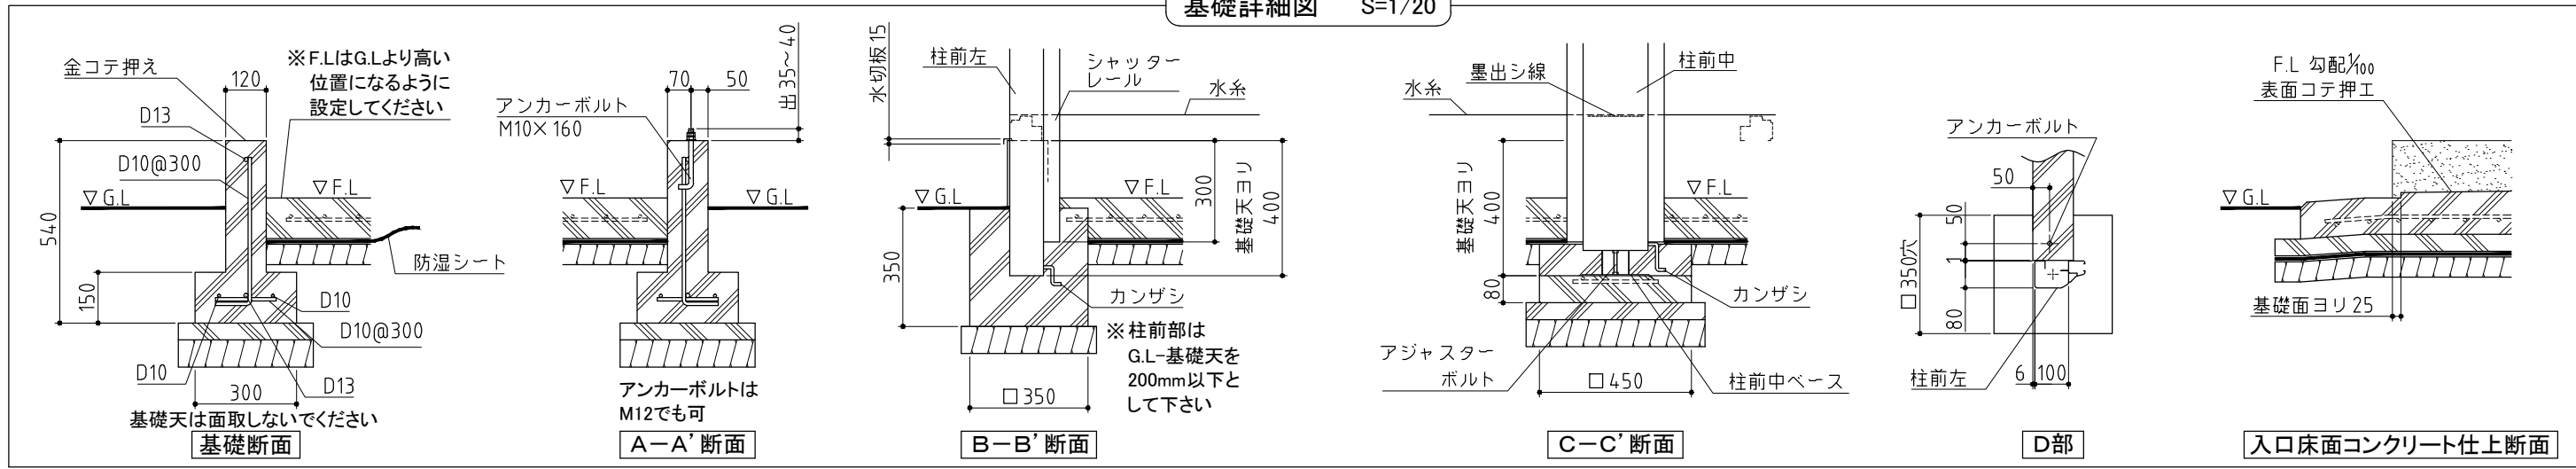 基礎詳細図 S=1/20
金コテ押え
120
※F.LはG.Lより高い
位置になるように
設定してください
D13
D10@300
▽G.L
▽F.L
540
150
防湿シート
D10
D10@300
D10
D13
300
基礎天は面取しないでください
基礎断面
70
50
出35~40
アンカーボルト
M10×160
▽F.L
▽G.L
アンカーボルトは
M12でも可
A-A'断面
水切板15
柱前左
シャッター
レール
水糸
▽G.L
▽F.L
300
400
基礎天ヨリ
350
カンザシ
※柱前部は
G.L-基礎天を
200mm以下と
して下さい
□350
B-B'断面
水糸
墨出シ線
柱前中
▽F.L
基礎天ヨリ
400
80
カンザシ
アジャスター
ボルト
□450
柱前中ベース
C-C'断面
アンカーボルト
50
50
1
80
□350穴
6
100
柱前左
D部
F.L 勾配1/100
表面コテ押エ
▽G.L
基礎面ヨリ25
入口床面コンクリート仕上断面